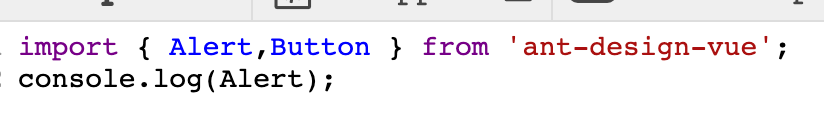 import { Alert,Button } from 'ant-design-vue';
console.log(Alert);